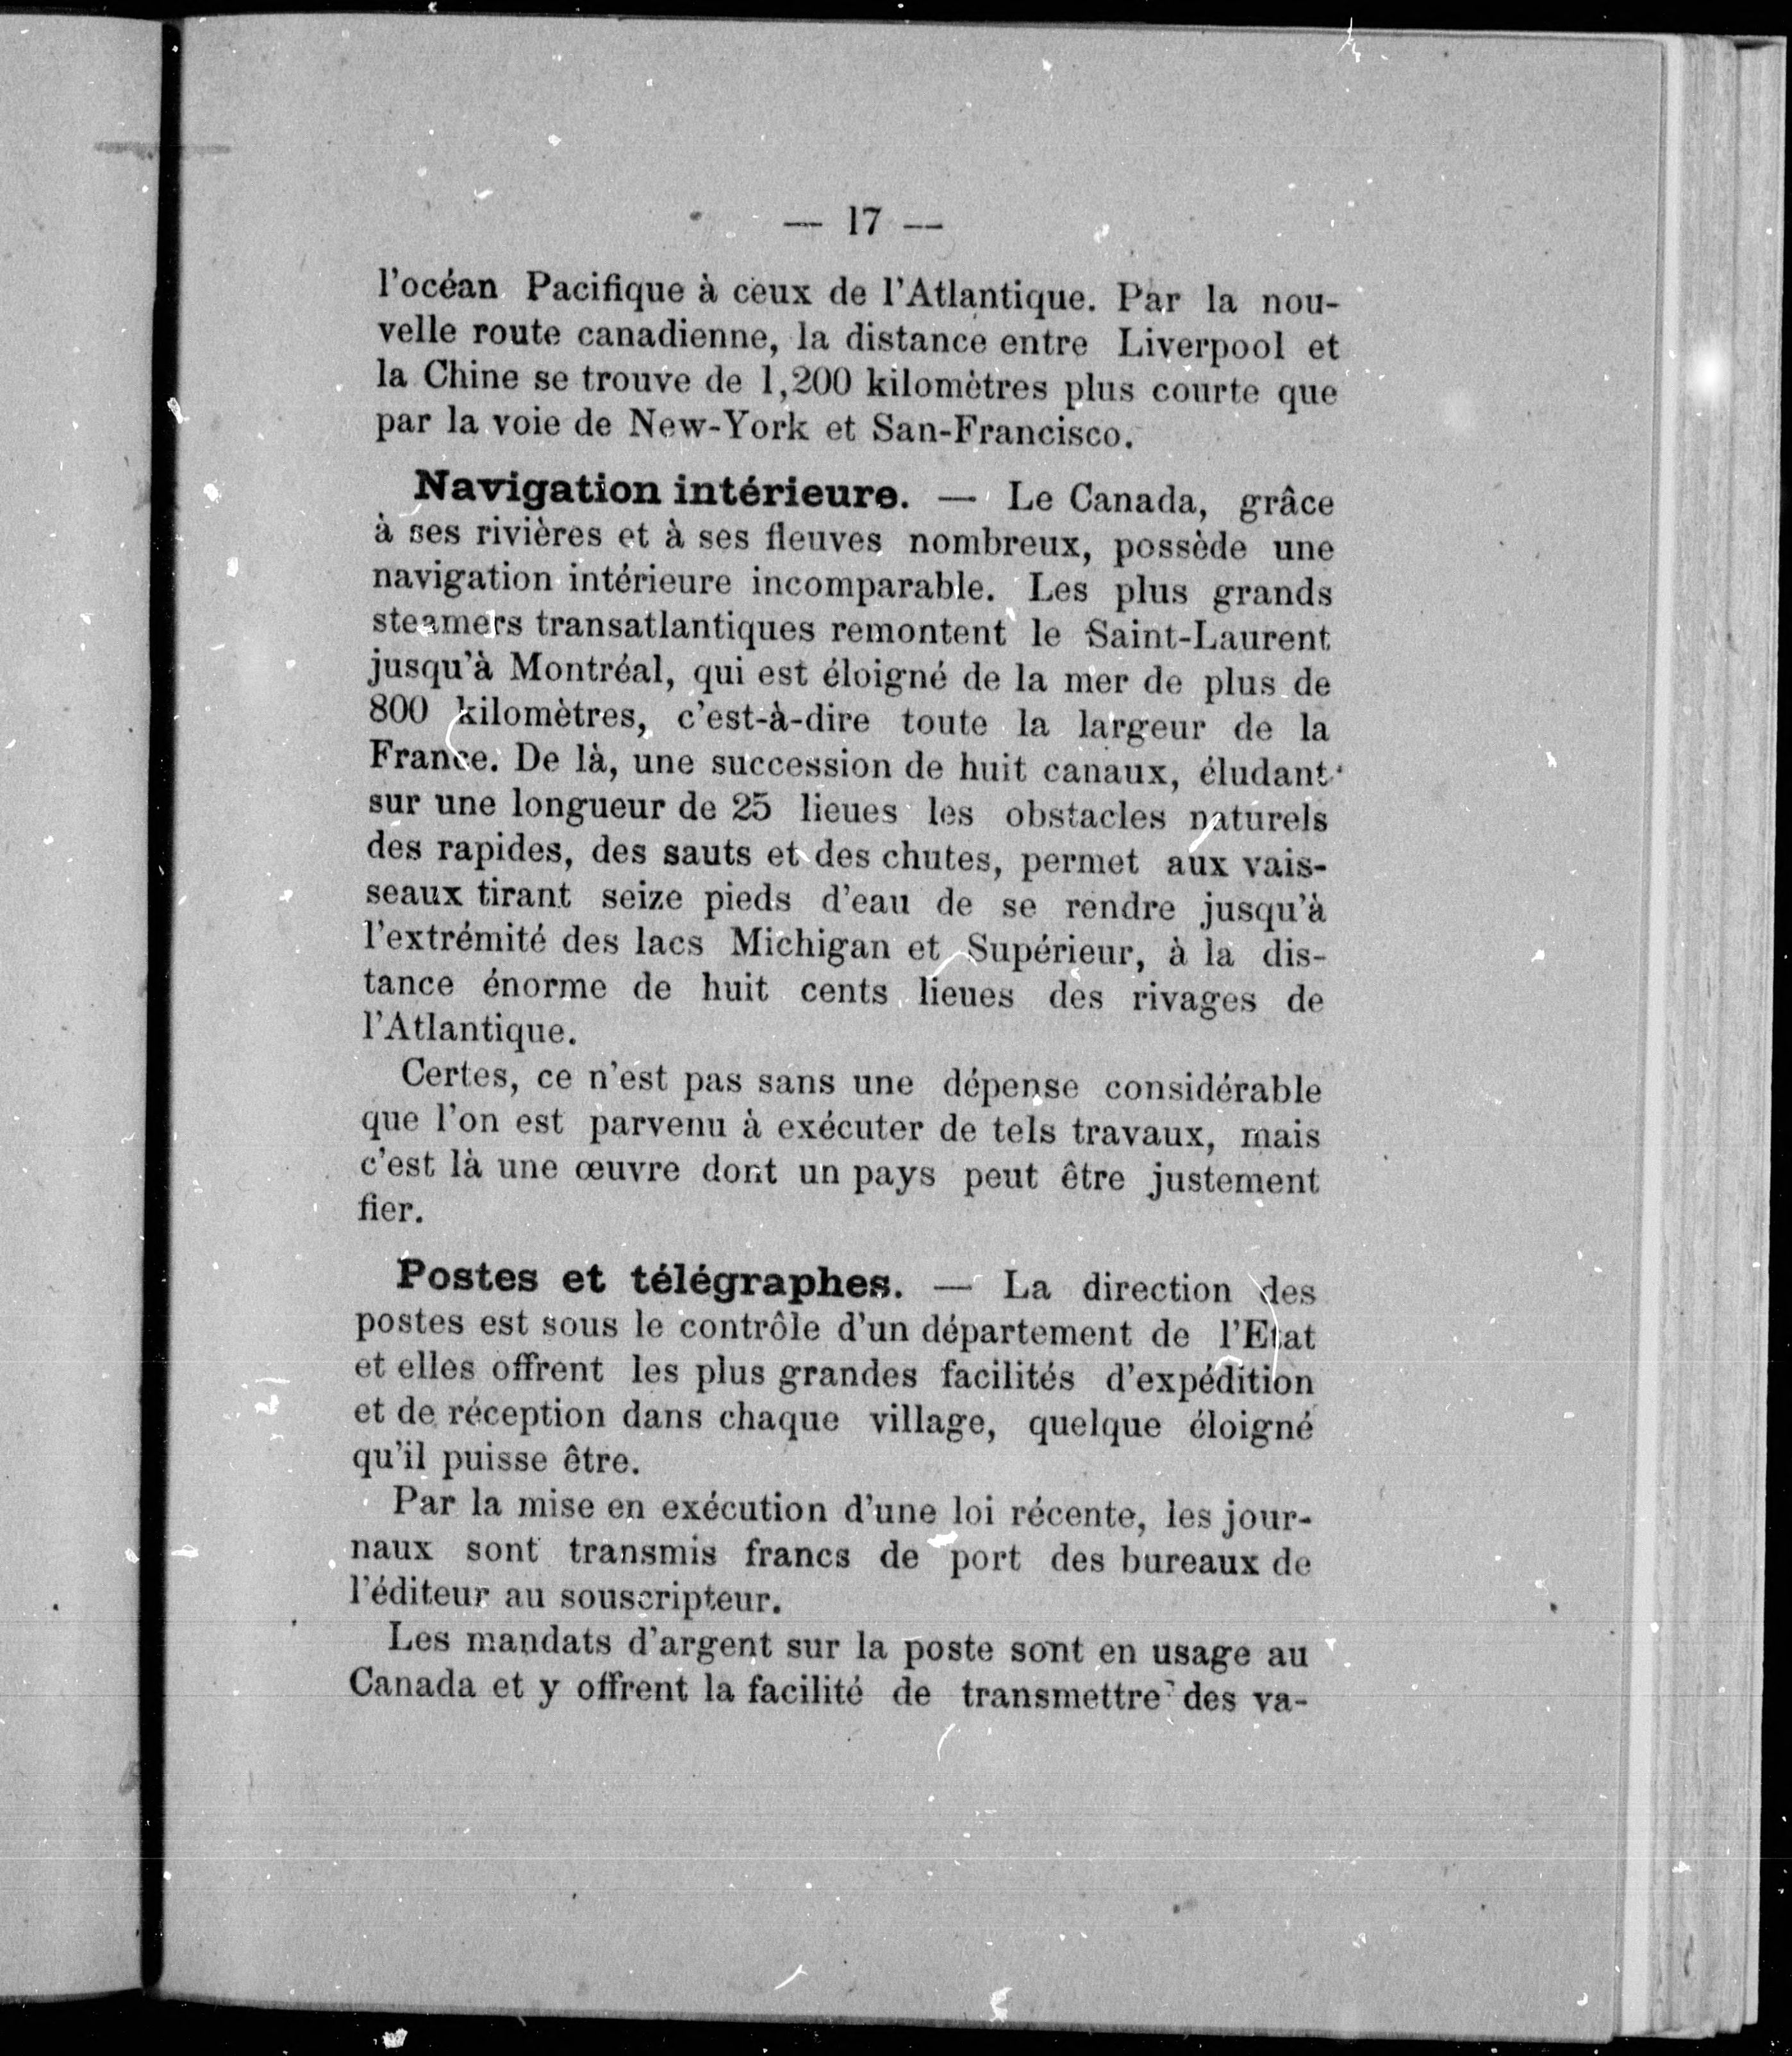 — 17 —
l'océan Pacifique à ceux de l'Atlantique. Par la nou-
velle route canadienne, la distance entre Liverpool et
la Chine se trouve de 1,200 kilomètres plus courte que
par la voie de New-York et San-Francisco.
Navigation intérieure. — Le Canada, grâce
à ses rivières et à ses fleuves nombreux, possède une
navigation intérieure incomparable. Les plus grands
steamers transatlantiques remontent le Saint-Laurent
jusqu'à Montréal, qui est éloigné de la mer de plus de
800 kilomètres, c'est-à-dire toute la largeur de la
France. De là, une succession de huit canaux, éludant
sur une longueur de 25 lieues les obstacles naturels
des rapides, des sauts et des chutes, permet aux vais-
seaux tirant seize pieds d'eau de se rendre jusqu'à
l'extrémité des lacs Michigan et Supérieur, à la dis-
tance énorme de huit cents lieues des rivages de
l'Atlantique.
Certes, ce n'est pas sans une dépense considérable
que l'on est parvenu à exécuter de tels travaux, mais
c'est là une œuvre dont un pays peut être justement
fier.
Postes et télégraphes. — La direction des
postes est sous le contrôle d'un département de l'Etat
et elles offrent les plus grandes facilités d'expédition
et de réception dans chaque village, quelque éloigné
qu'il puisse être.
Par la mise en exécution d'une loi récente, les jour-
naux sont transmis francs de port des bureaux de
l'éditeur au souscripteur.
Les mandats d'argent sur la poste sont en usage au
Canada et y offrent la facilité de transmettre des va-